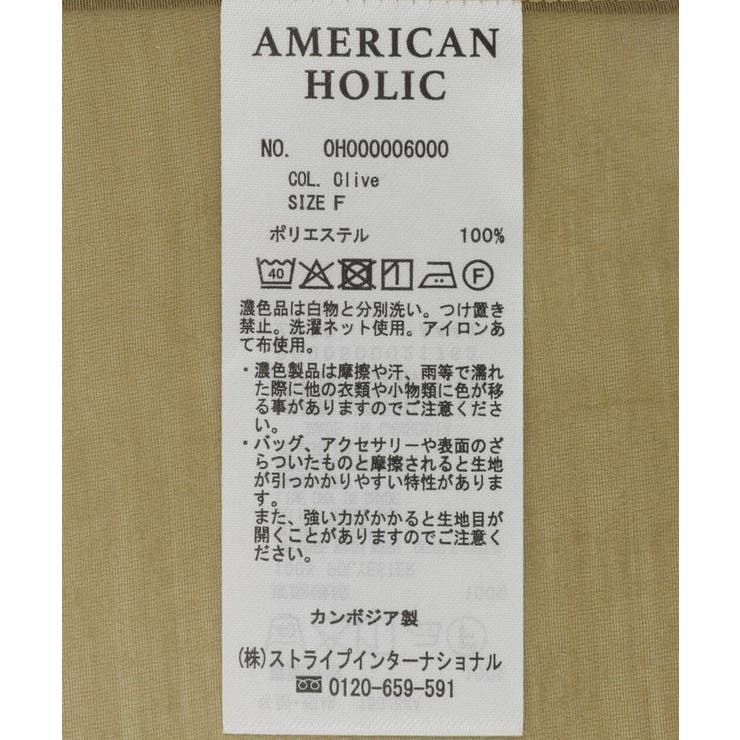 AMERICAN
HOLIC
NO. OH000006000
COL. Olive
SIZE F
ポリエステル 100%
40 F
濃色品は白物と分別洗い。つけ置き
禁止。洗濯ネット使用。アイロンあ
て布使用。
・濃色製品は摩擦や汗、雨等で濡れ
た際に他の衣類や小物類に色が移
る事がありますのでご注意くださ
い。
・バッグ、アクセサリーや表面のざ
らついたものと摩擦されると生地
が引っかかりやすい特性がありま
す。
また、強い力がかかると生地目が
開くことがありますのでご注意く
ださい。
カンボジア製
(株)ストライプインターナショナル
0120-659-591